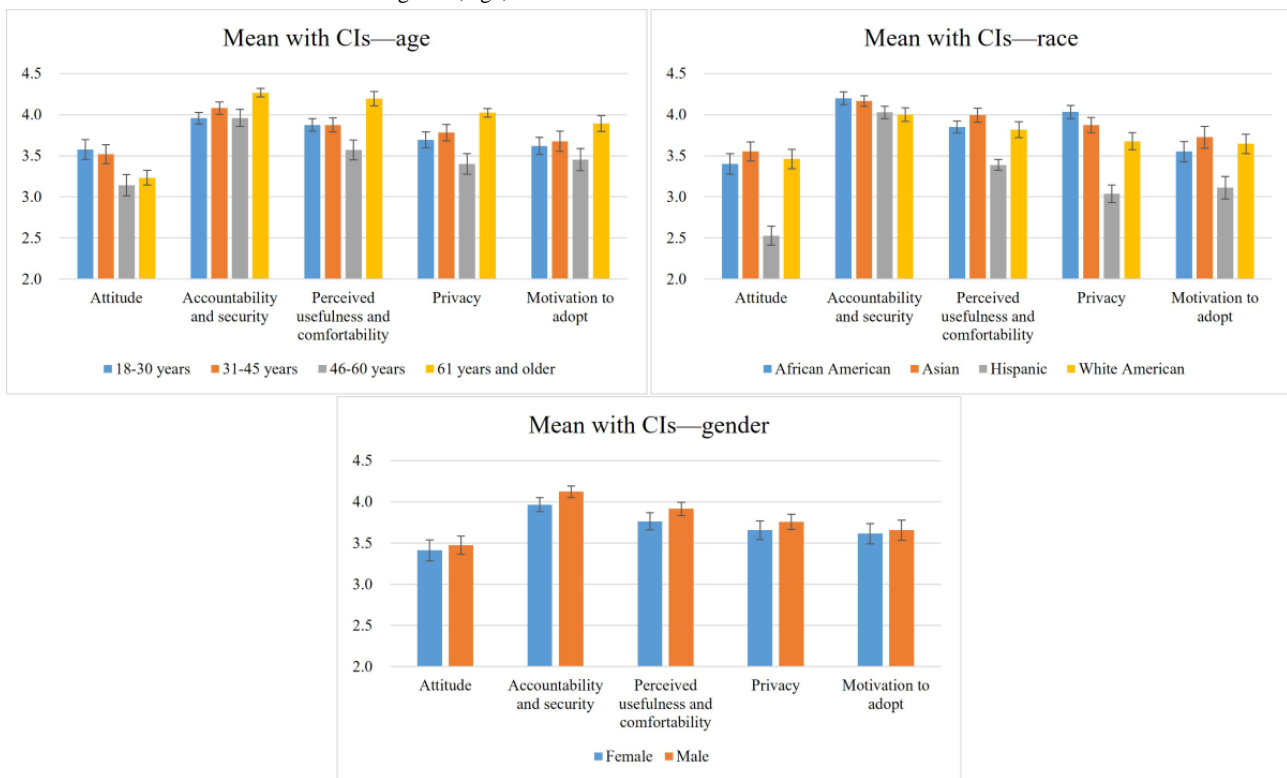 Mean with CIs—age
4.5
4.0
3.5
3.0
2.5
2.0
Attitude
Accountability
and security
Perceived
usefulness and
comfortability
Privacy
Motivation to
adopt
18-30 years 31-45 years 46-60 years 61 years and older
Mean with CIs—race
4.5
4.0
3.5
3.0
2.5
2.0
Attitude
Accountability
and security
Perceived
usefulness and
comfortability
Privacy
Motivation to
adopt
African American Asian Hispanic White American
Mean with CIs—gender
4.5
4.0
3.5
3.0
2.5
2.0
Attitude
Accountability
and security
Perceived
usefulness and
comfortability
Privacy
Motivation to
adopt
Female Male